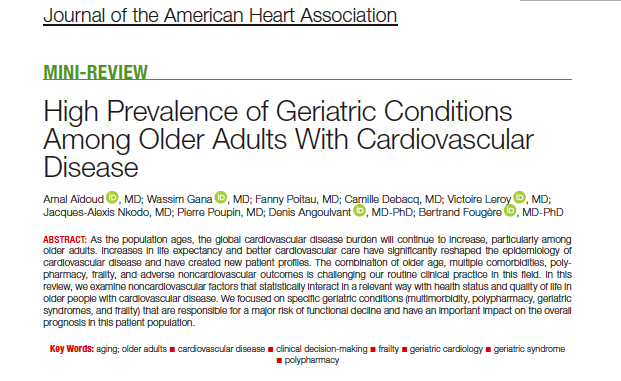 Journal of the American Heart Association
MINI-REVIEW
High Prevalence of Geriatric Conditions
Among Older Adults With Cardiovascular
Disease
Amal Aïdoud iD, MD; Wassim Gana iD, MD; Fanny Poitau, MD; Camille Debacq, MD; Victoire Leroy iD, MD;
Jacques-Alexis Nkodo, MD; Pierre Poupin, MD; Denis Angoulvant iD, MD-PhD; Bertrand Fougère iD, MD-PhD
ABSTRACT: As the population ages, the global cardiovascular disease burden will continue to increase, particularly among
older adults. Increases in life expectancy and better cardiovascular care have significantly reshaped the epidemiology of
cardiovascular disease and have created new patient profiles. The combination of older age, multiple comorbidities, poly-
pharmacy, frailty, and adverse noncardiovascular outcomes is challenging our routine clinical practice in this field. In this
review, we examine noncardiovascular factors that statistically interact in a relevant way with health status and quality of life in
older people with cardiovascular disease. We focused on specific geriatric conditions (multimorbidity, polypharmacy, geriatric
syndromes, and frailty) that are responsible for a major risk of functional decline and have an important impact on the overall
prognosis in this patient population.
Key Words: aging; older adults ■ cardiovascular disease ■ clinical decision-making ■ frailty ■ geriatric cardiology ■ geriatric syndrome
■ polypharmacy